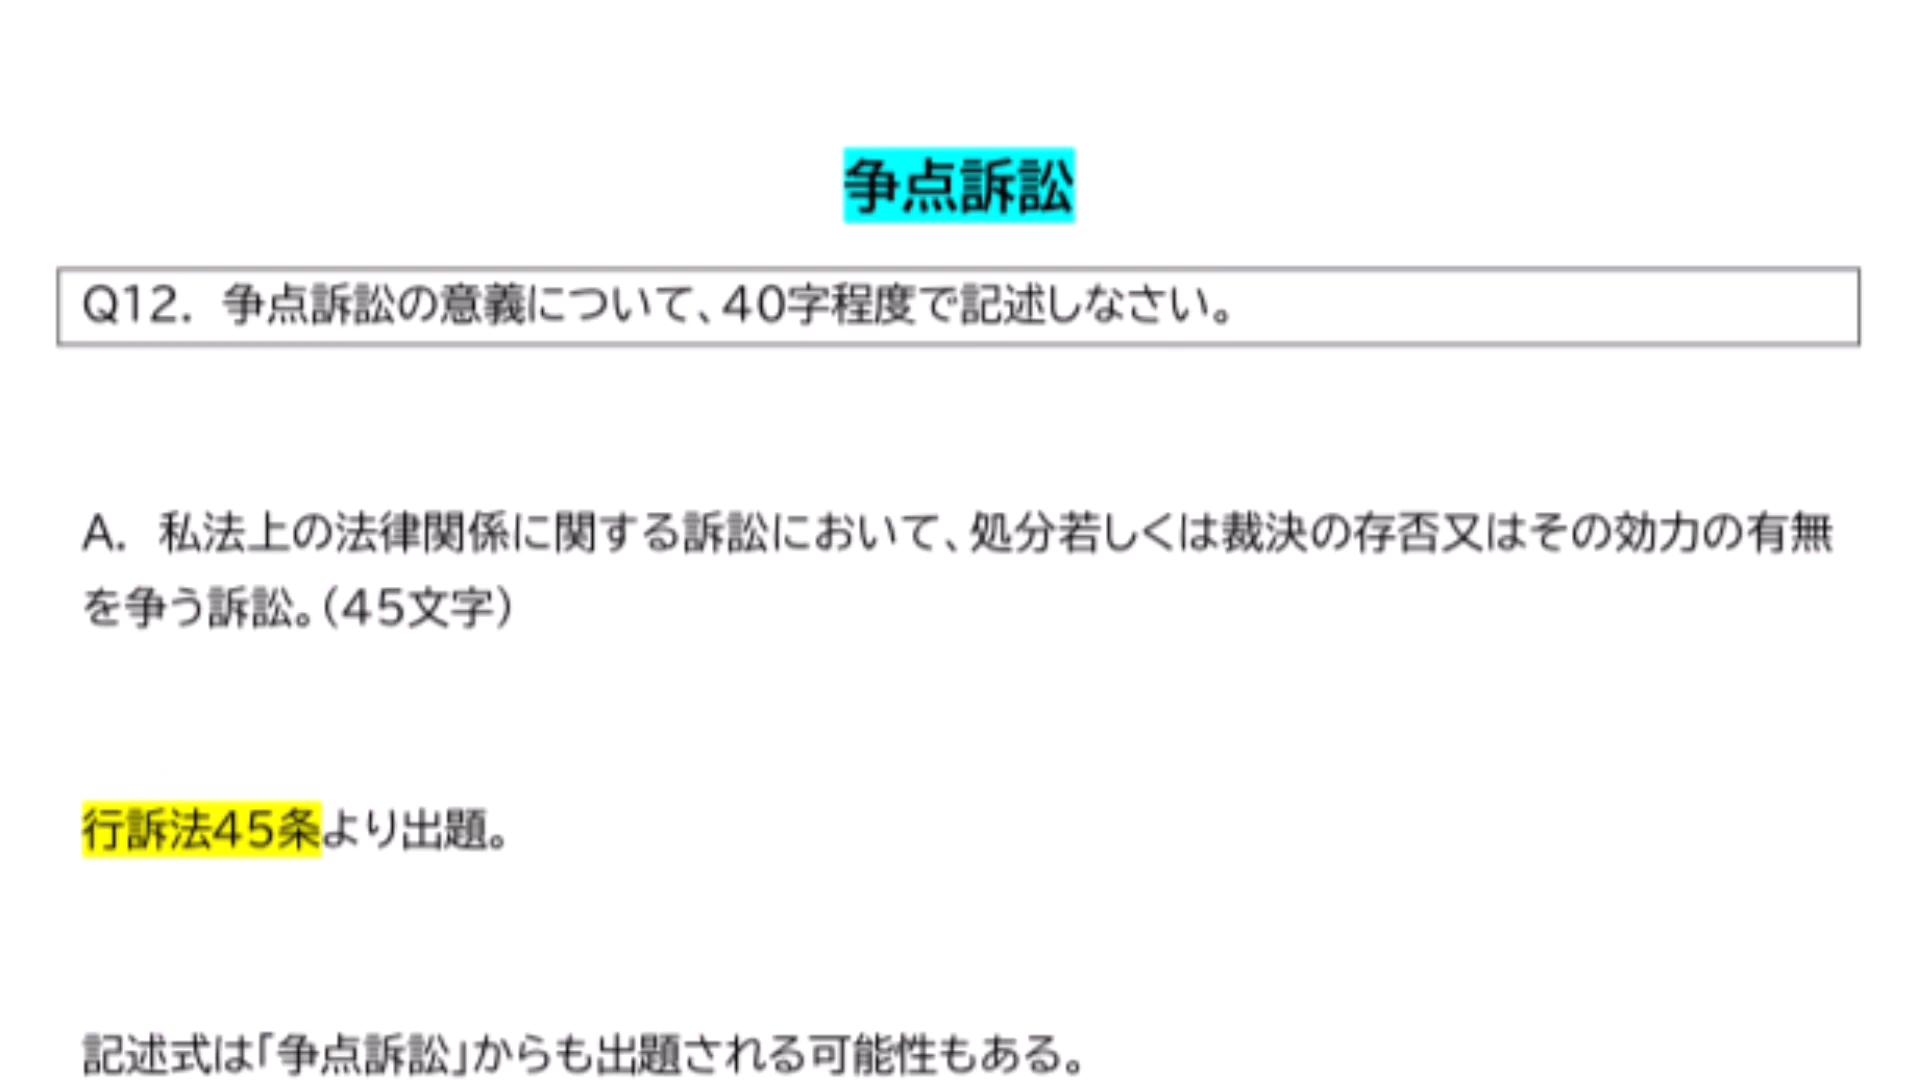 争点訴訟
Q12. 争点訴訟の意義について、40字程度で記述しなさい。
A. 私法上の法律関係に関する訴訟において、処分若しくは裁決の存否又はその効力の有無
を争う訴訟。(45文字)
行訴法45条より出題。
記述式は「争点訴訟」からも出題される可能性もある。